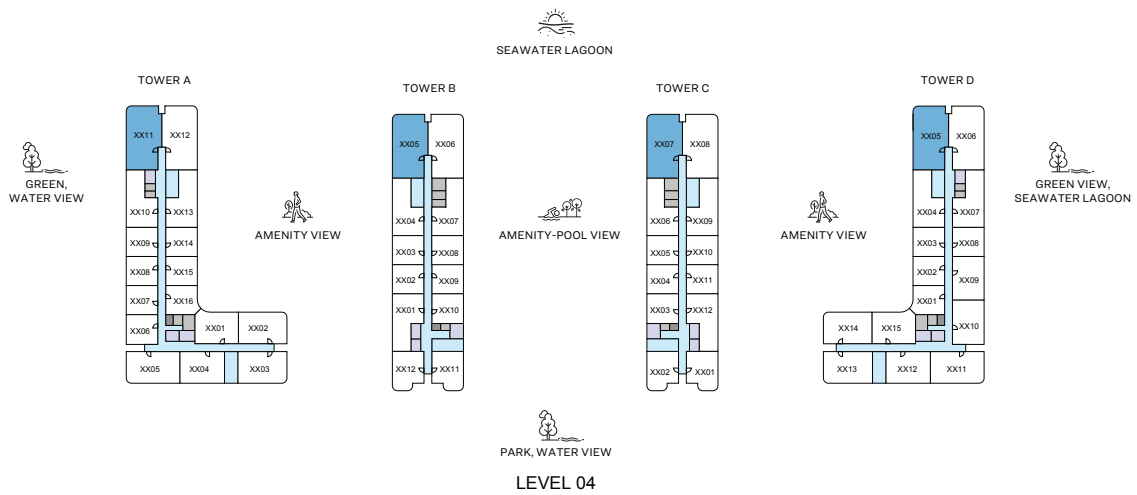 SEAWATER LAGOON
TOWER A
TOWER B
TOWER C
TOWER D
GREEN,
WATER VIEW
AMENITY VIEW
AMENITY-POOL VIEW
AMENITY VIEW
GREEN VIEW,
SEAWATER LAGOON
XX11 XX12
XX10 XX13
XX09 XX14
XX08 XX15
XX07 XX16
XX06 XX01 XX02
XX05 XX04 XX03
XX05 XX06
XX04 XX07
XX03 XX08
XX02 XX09
XX01 XX10
XX12 XX11
XX07 XX08
XX06 XX09
XX05 XX10
XX04 XX11
XX03 XX12
XX02 XX01
XX05 XX06
XX04 XX07
XX03 XX08
XX02 XX09
XX01
XX14 XX15 XX10
XX13 XX12 XX11
PARK, WATER VIEW
LEVEL 04